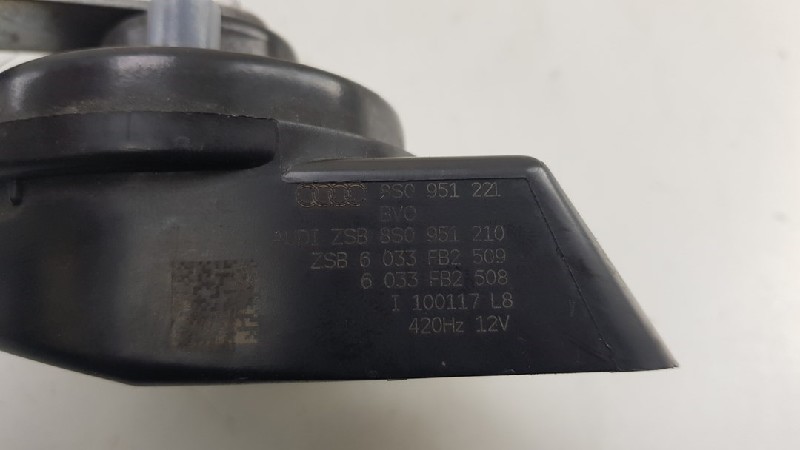 8S0 951 221
BVO
AUDI ZSB 8S0 951 210
ZSB 6 033 FB2 509
6 033 FB2 508
I 100117 L8
420Hz 12V